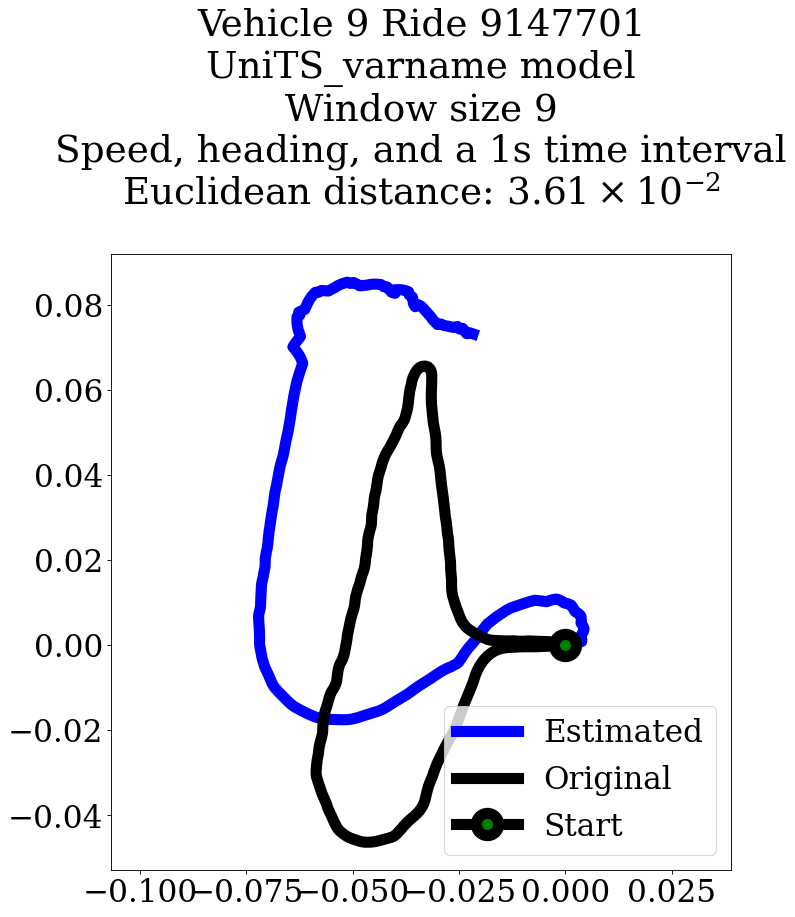 Vehicle 9 Ride 9147701
UniTS_varname model
Window size 9
Speed, heading, and a 1s time interval
Euclidean distance: 3.61 × 10⁻²
0.08
0.06
0.04
0.02
0.00
−0.02
−0.04
Estimated
Original
Start
−0.100 −0.075 −0.050 −0.025 0.000 0.025